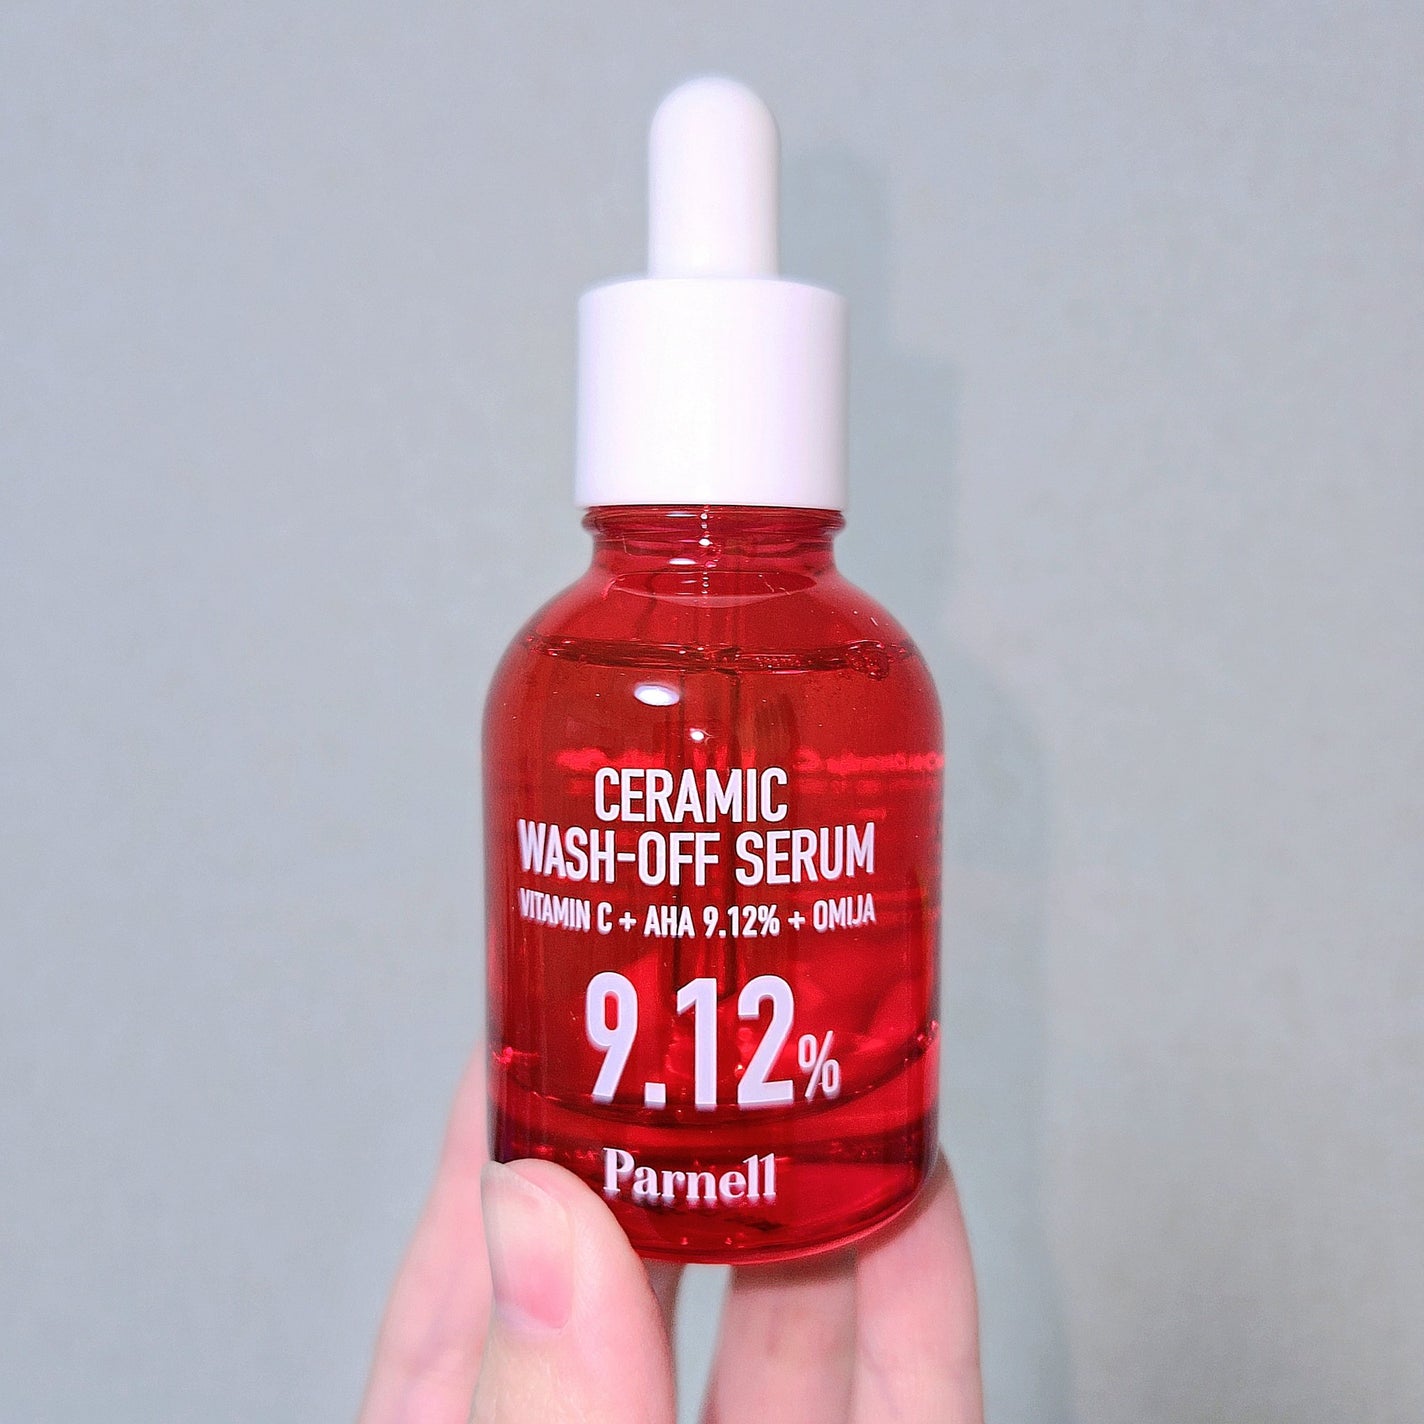 CERAMIC
WASH-OFF SERUM
VITAMIN C + AHA 9.12% + OMIJA
9.12%
Parnell